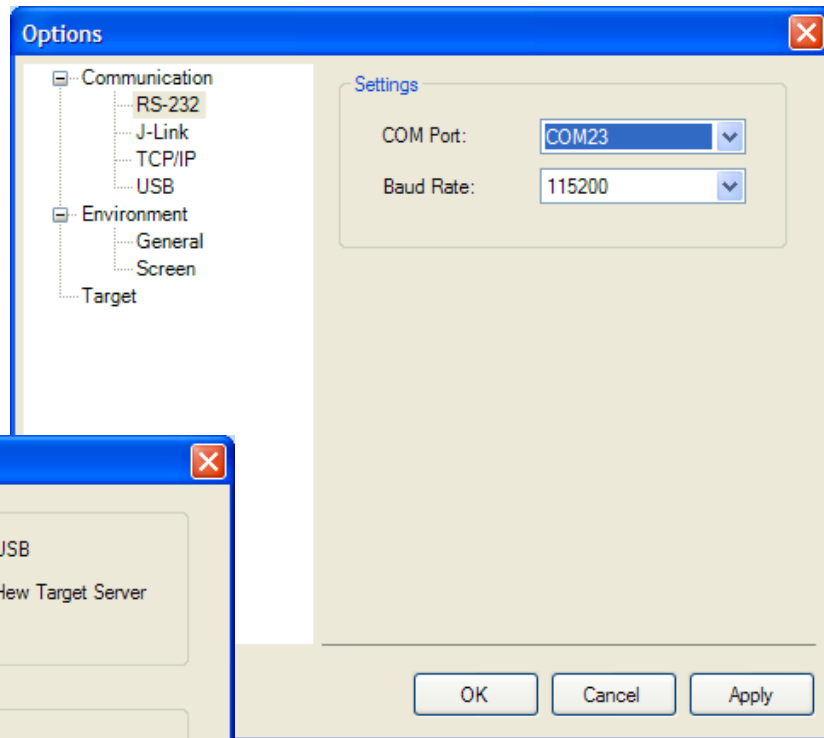 Options
Communication
RS-232
J-Link
TCP/IP
USB
Environment
General
Screen
Target
Settings
COM Port: COM23
Baud Rate: 115200
USB
Hew Target Server
OK Cancel Apply